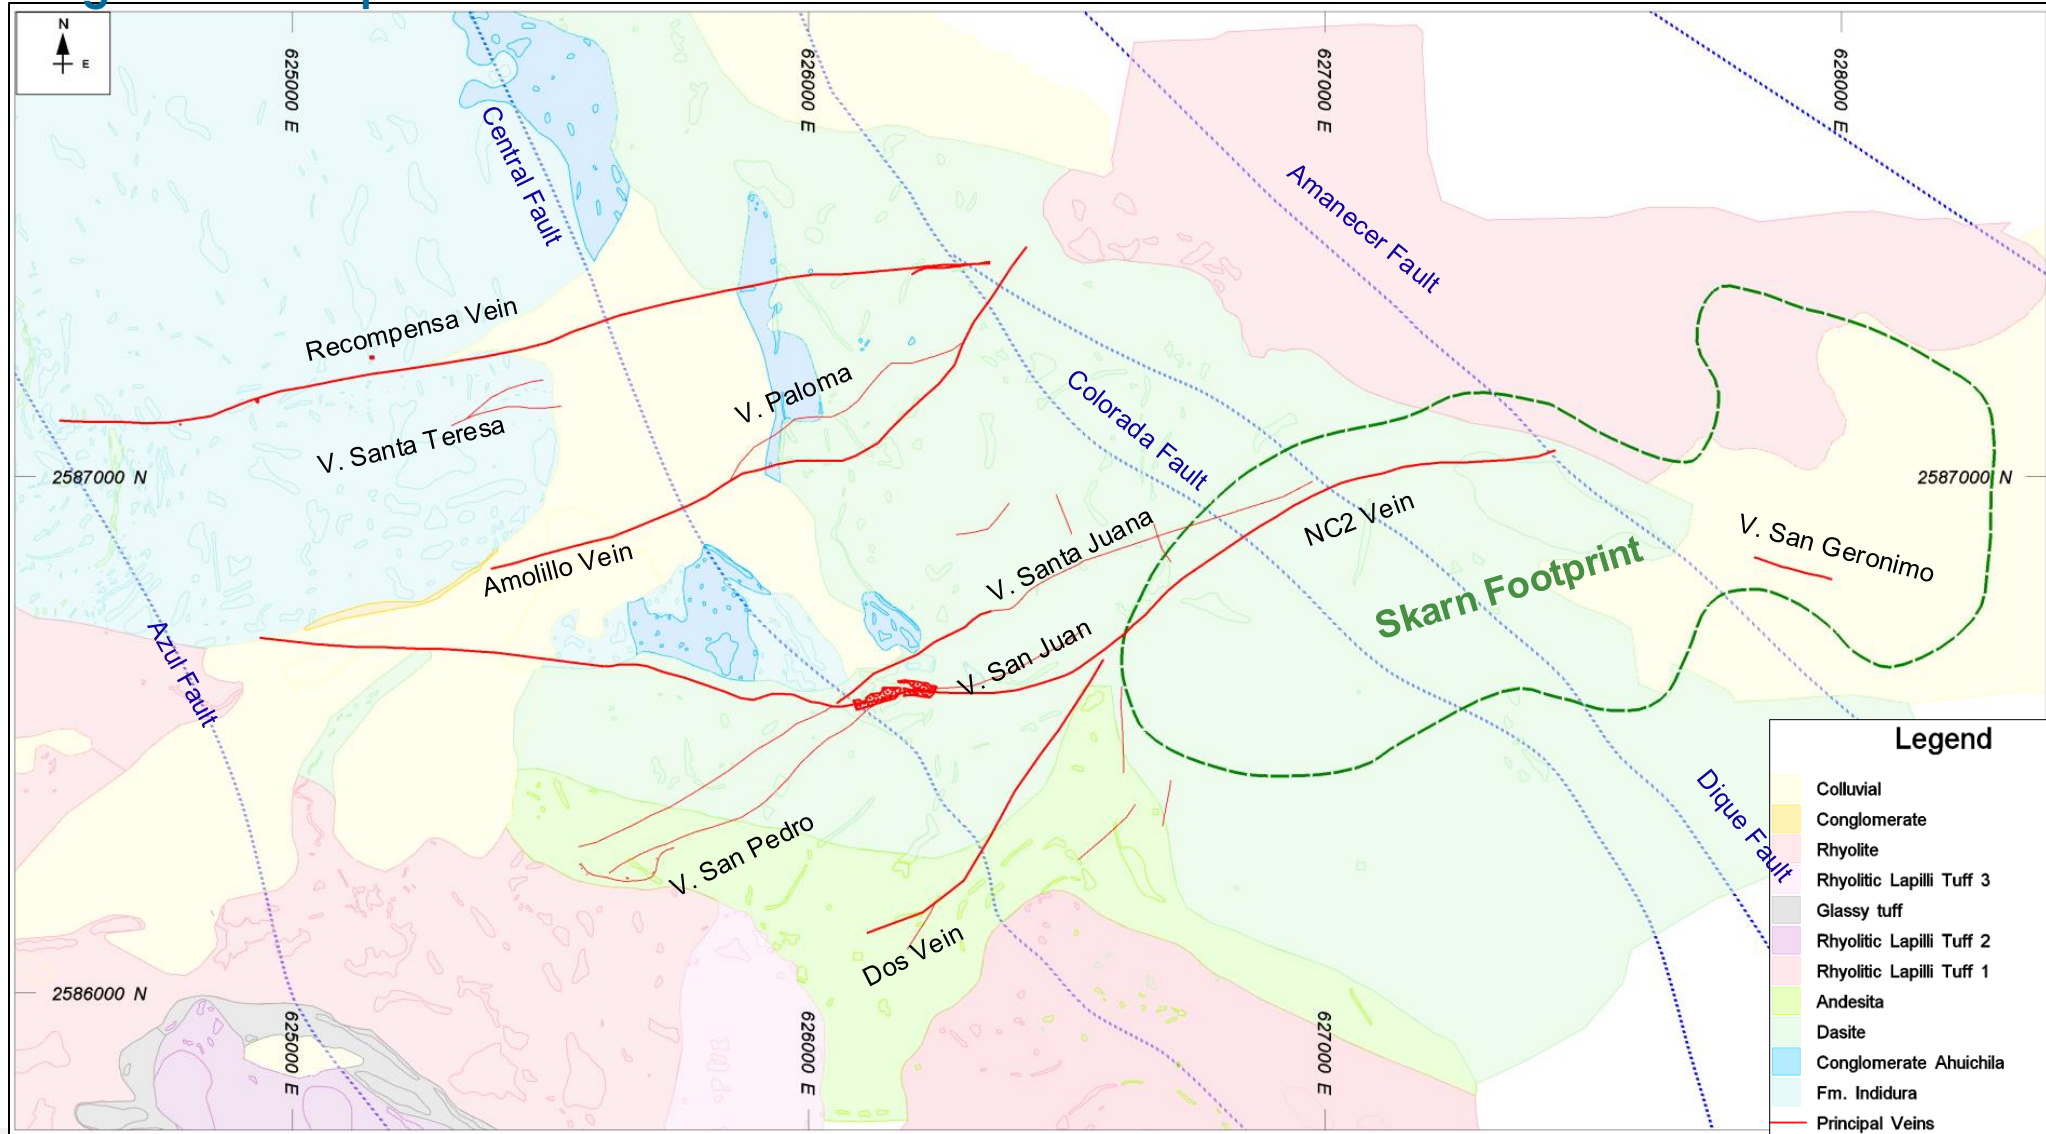 N
E
625000 E
626000 E
627000 E
628000 E
Central Fault
Amanecer Fault
Recompensa Vein
V. Paloma
Colorada Fault
V. Santa Teresa
2587000 N
2587000 N
NC2 Vein
V. Santa Juana
V. San Geronimo
Amolillo Vein
Skarn Footprint
Azul Fault
V. San Juan
V. San Pedro
Dique Fault
Dos Vein
2586000 N
625000 E
626000 E
627000 E
Legend
Colluvial
Conglomerate
Rhyolite
Rhyolitic Lapilli Tuff 3
Glassy tuff
Rhyolitic Lapilli Tuff 2
Rhyolitic Lapilli Tuff 1
Andesita
Dasite
Conglomerate Ahuichila
Fm. Indidura
Principal Veins